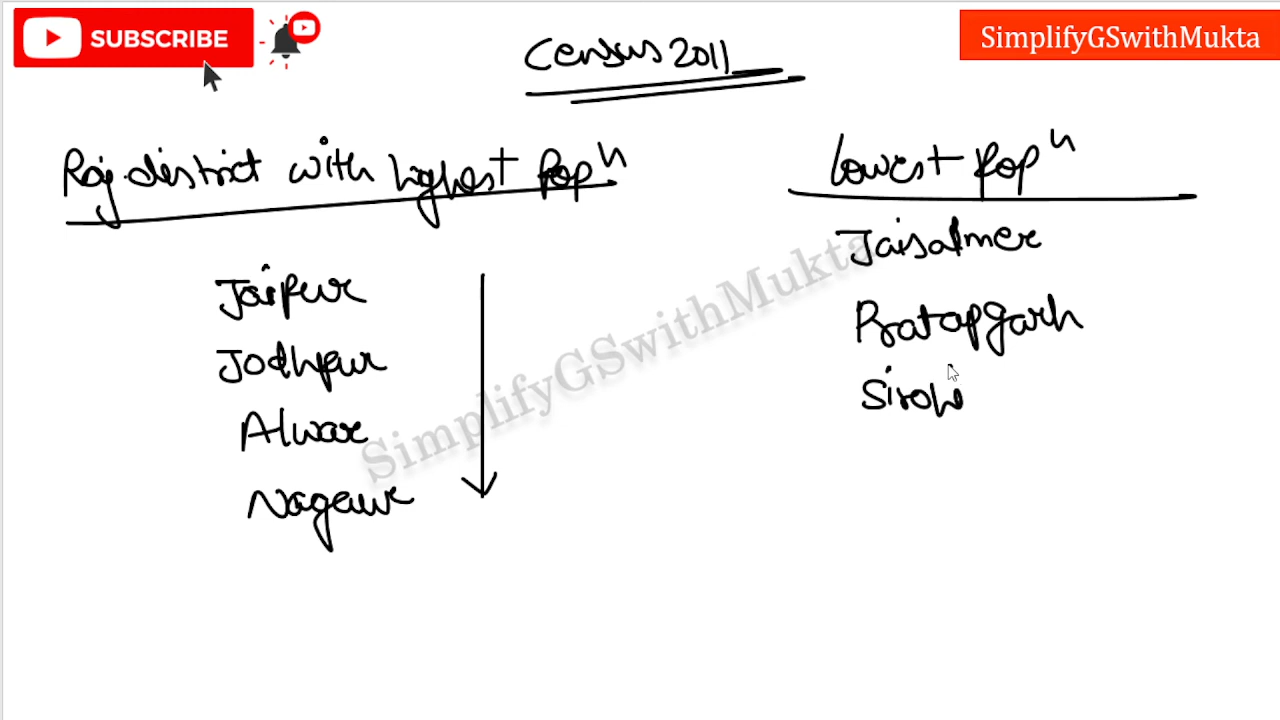 SUBSCRIBE
SimplifyGSwithMukta
Census 2011
Raj district with highest Popⁿ
Jaipur
Jodhpur
Alwar
Nagaur
lowest Popⁿ
Jaisalmer
Pratapgarh
Sirohi
SimplifyGSwithMukta